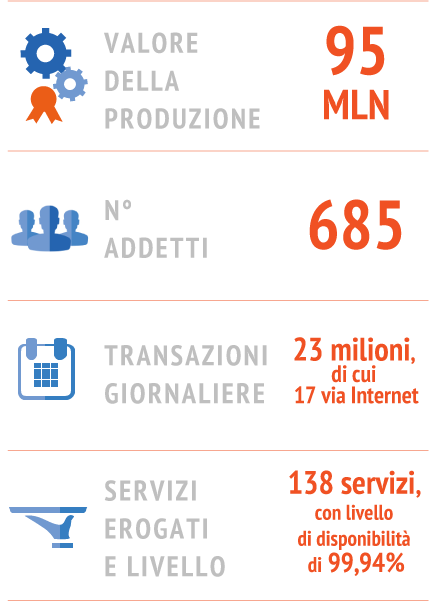 VALORE
DELLA
PRODUZIONE
95
MLN
N°
ADDETTI
685
TRANSAZIONI
GIORNALIERE
23 milioni,
di cui
17 via Internet
SERVIZI
EROGATI
E LIVELLO
138 servizi,
con livello
di disponibilità
di 99,94%